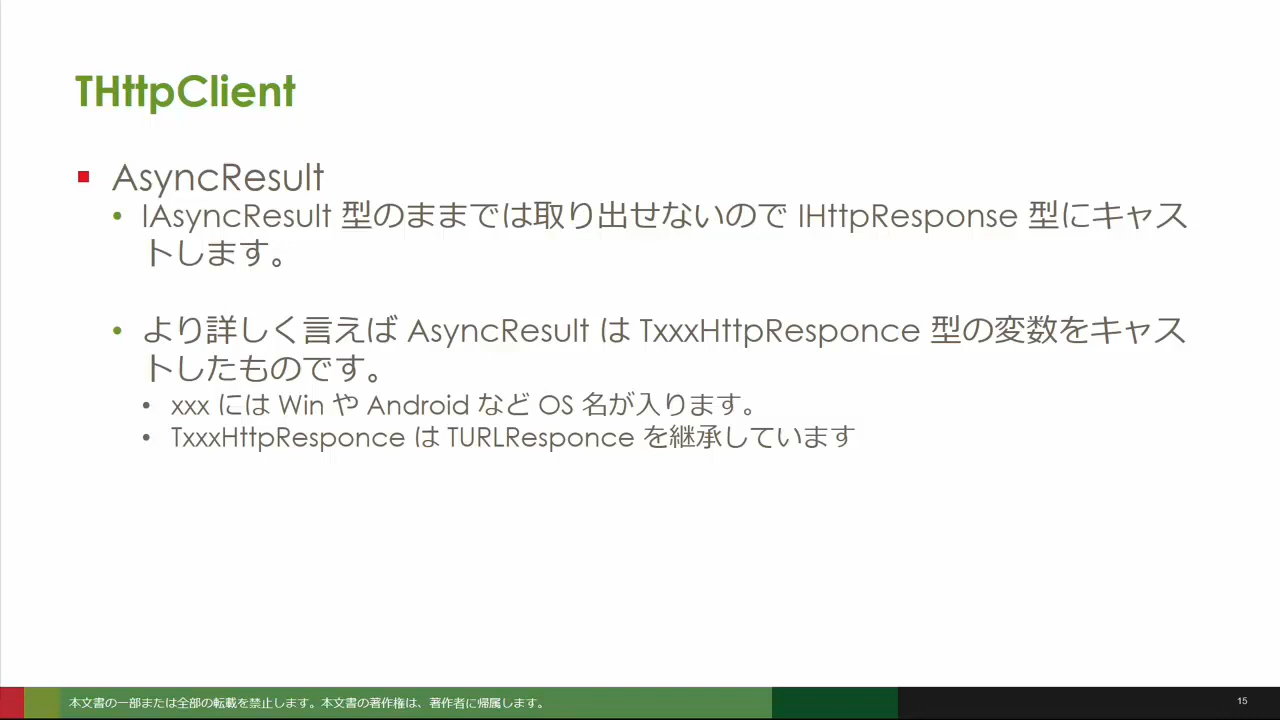 THttpClient
AsyncResult
IAsyncResult 型のままでは取り出せないので IHttpResponse 型にキャス
トします。
より詳しく言えば AsyncResult は TxxxHttpResponce 型の変数をキャス
トしたものです。
xxx には Win や Android など OS 名が入ります。
TxxxHttpResponce は TURLResponce を継承しています
本文書の一部または全部の転載を禁止します。本文書の著作権は、著作者に帰属します。
15